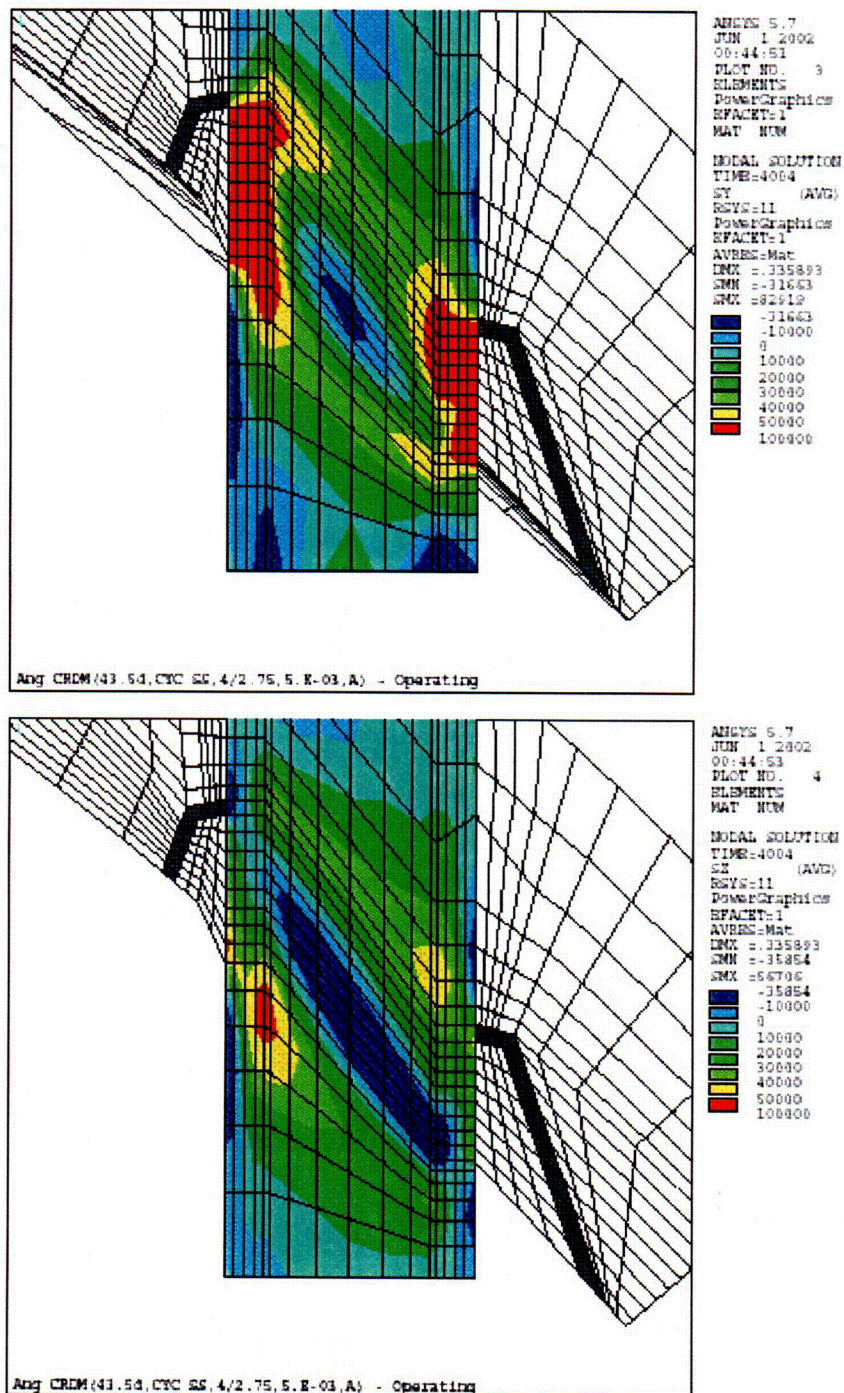 ANSYS 5.7
JUN 1 2002
00:44:51
PLOT NO. 3
ELEMENTS
PowerGraphics
EFACET=1
MAT NUM
NODAL SOLUTION
TIME=4004
SY (AVG)
RSYS=11
PowerGraphics
EFACET=1
AVRES=Mat
DMX =.335893
SMN =-31663
SMX =82919
-31663
-10000
0
10000
20000
30000
40000
50000
100000
Ang CRDM(43.5d,CYC SS,4/2.75,5.E-03,A) - Operating
ANSYS 5.7
JUN 1 2002
00:44:53
PLOT NO. 4
ELEMENTS
MAT NUM
NODAL SOLUTION
TIME=4004
SZ (AVG)
RSYS=11
PowerGraphics
EFACET=1
AVRES=Mat
DMX =.335893
SMN =-35854
SMX =56706
-35854
-10000
0
10000
20000
30000
40000
50000
100000
Ang CRDM(43.5d,CYC SS,4/2.75,5.E-03,A) - Operating